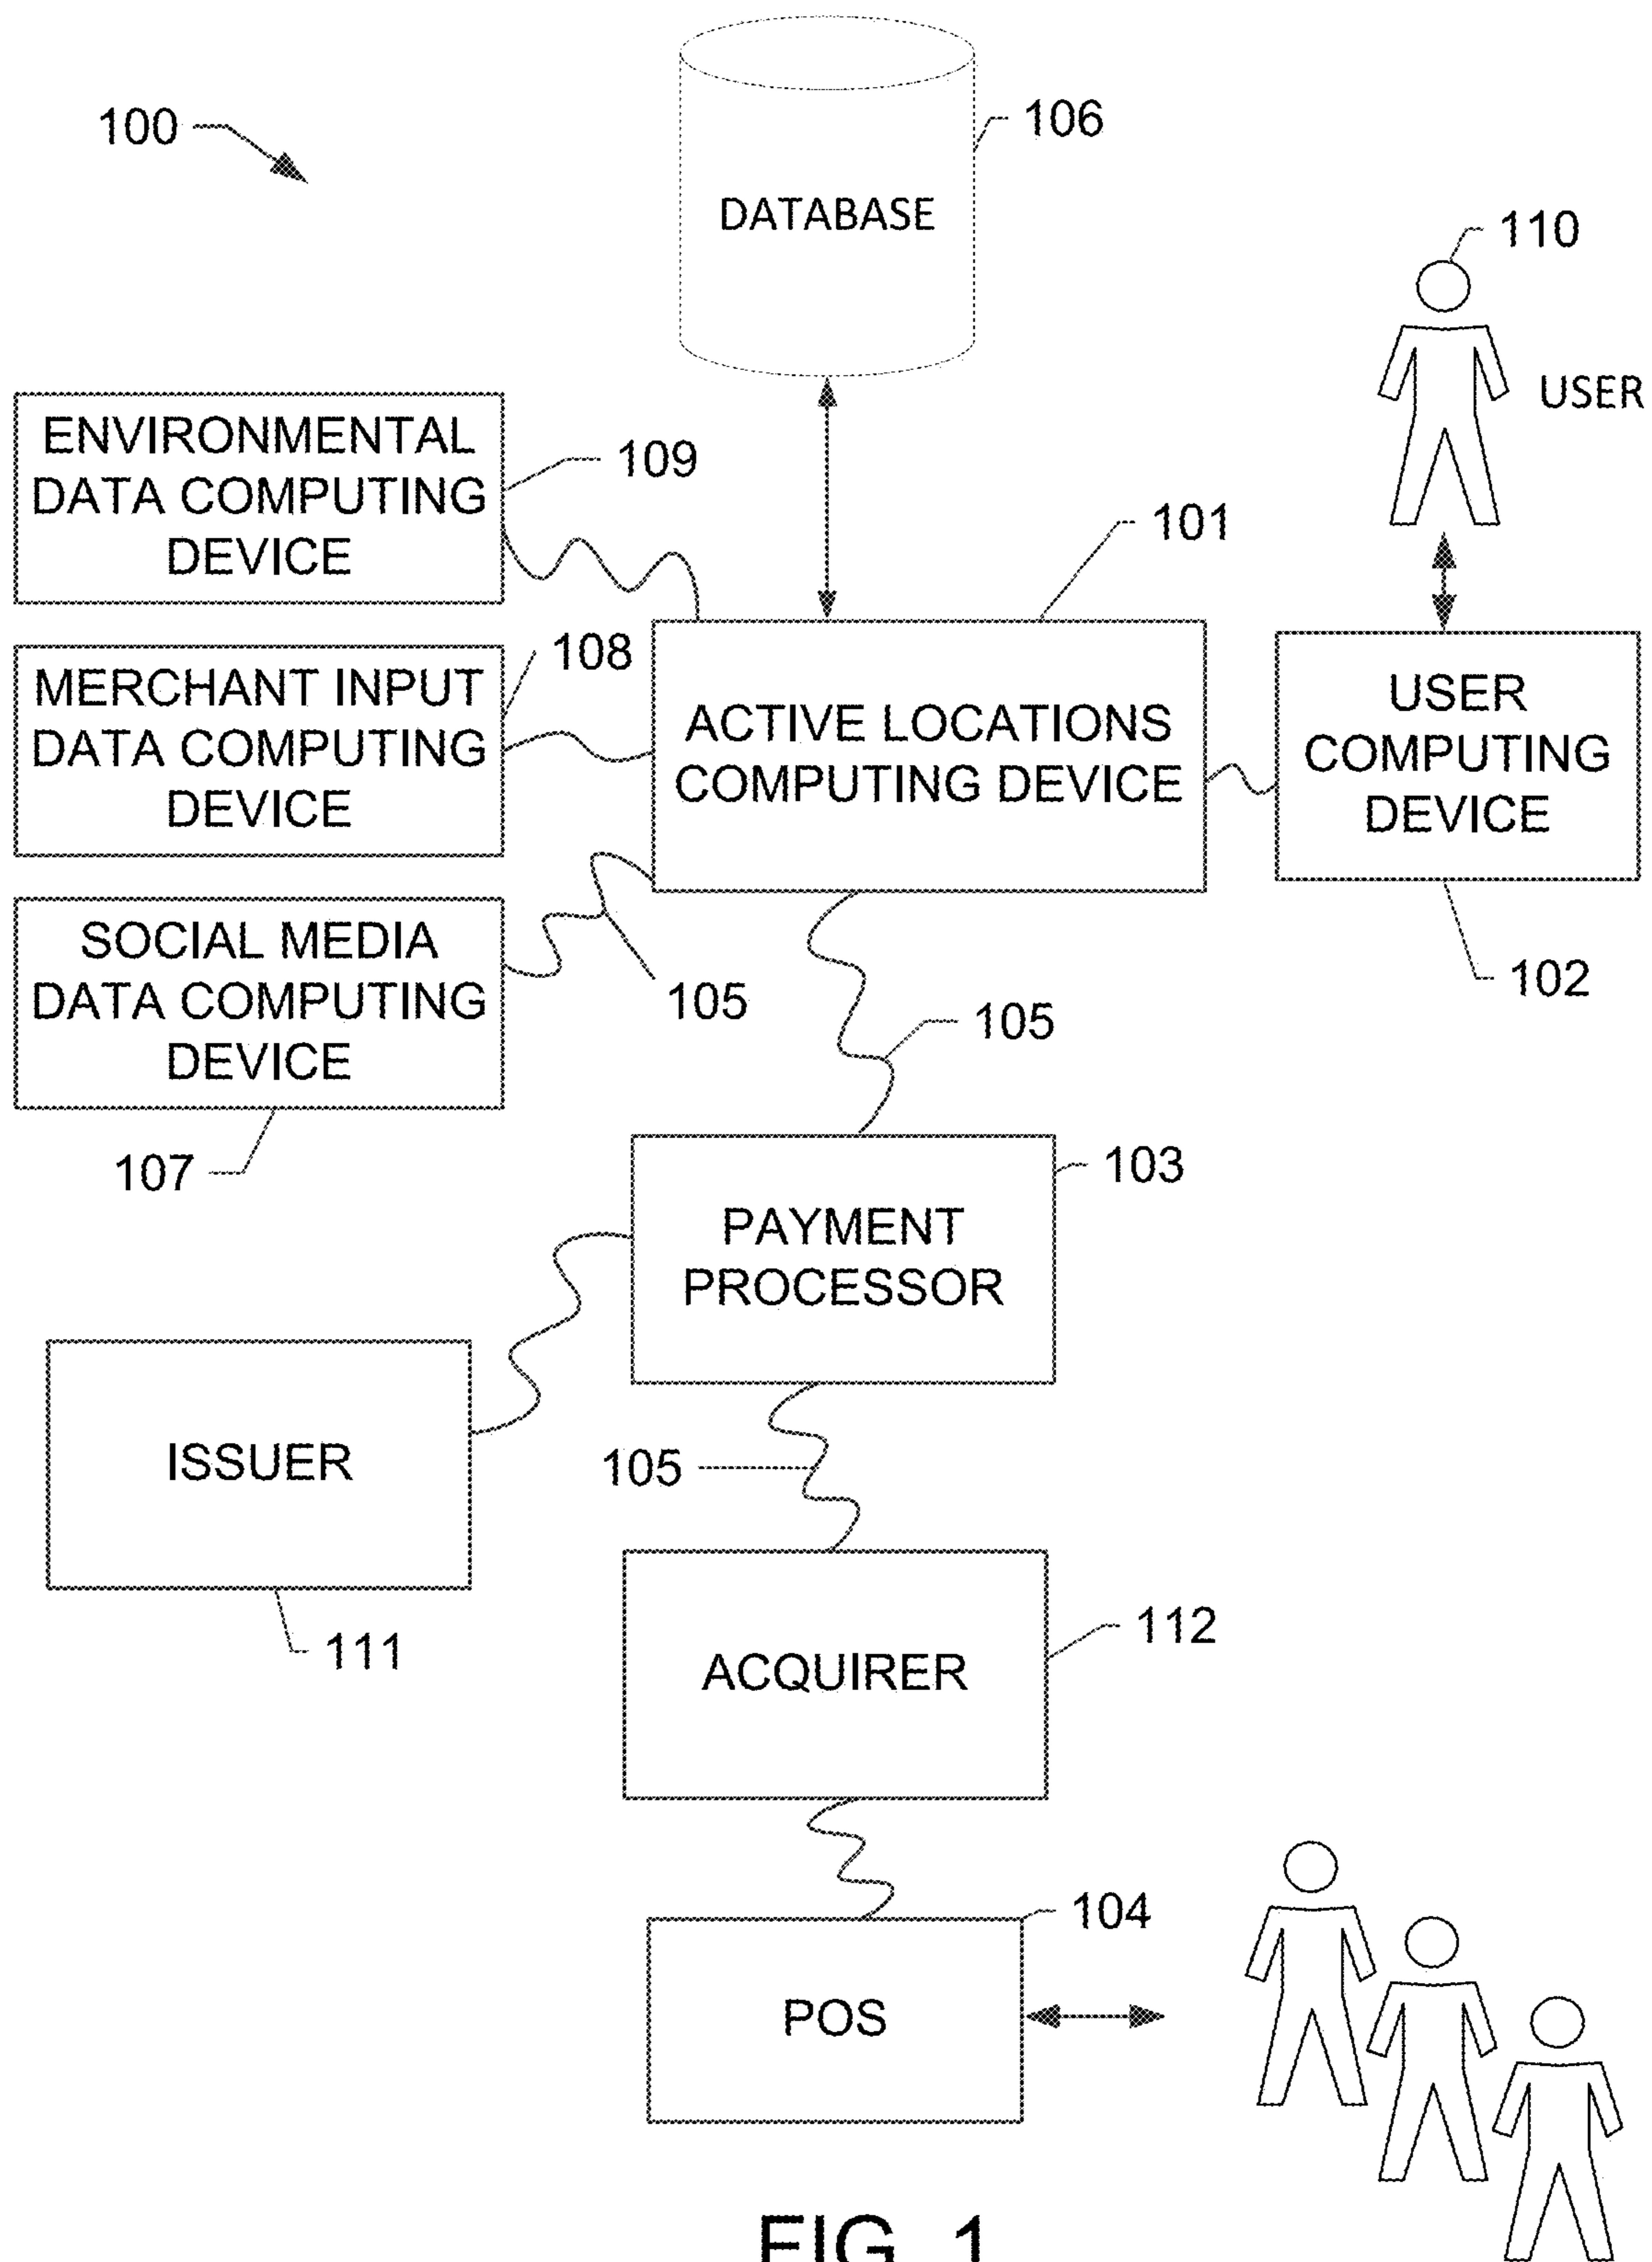 100
106
DATABASE
110
USER
ENVIRONMENTAL
DATA COMPUTING
DEVICE
109
101
MERCHANT INPUT
DATA COMPUTING
DEVICE
108
ACTIVE LOCATIONS
COMPUTING DEVICE
USER
COMPUTING
DEVICE
102
SOCIAL MEDIA
DATA COMPUTING
DEVICE
105
105
107
103
PAYMENT
PROCESSOR
ISSUER
105
111
112
ACQUIRER
104
POS
FIG. 1